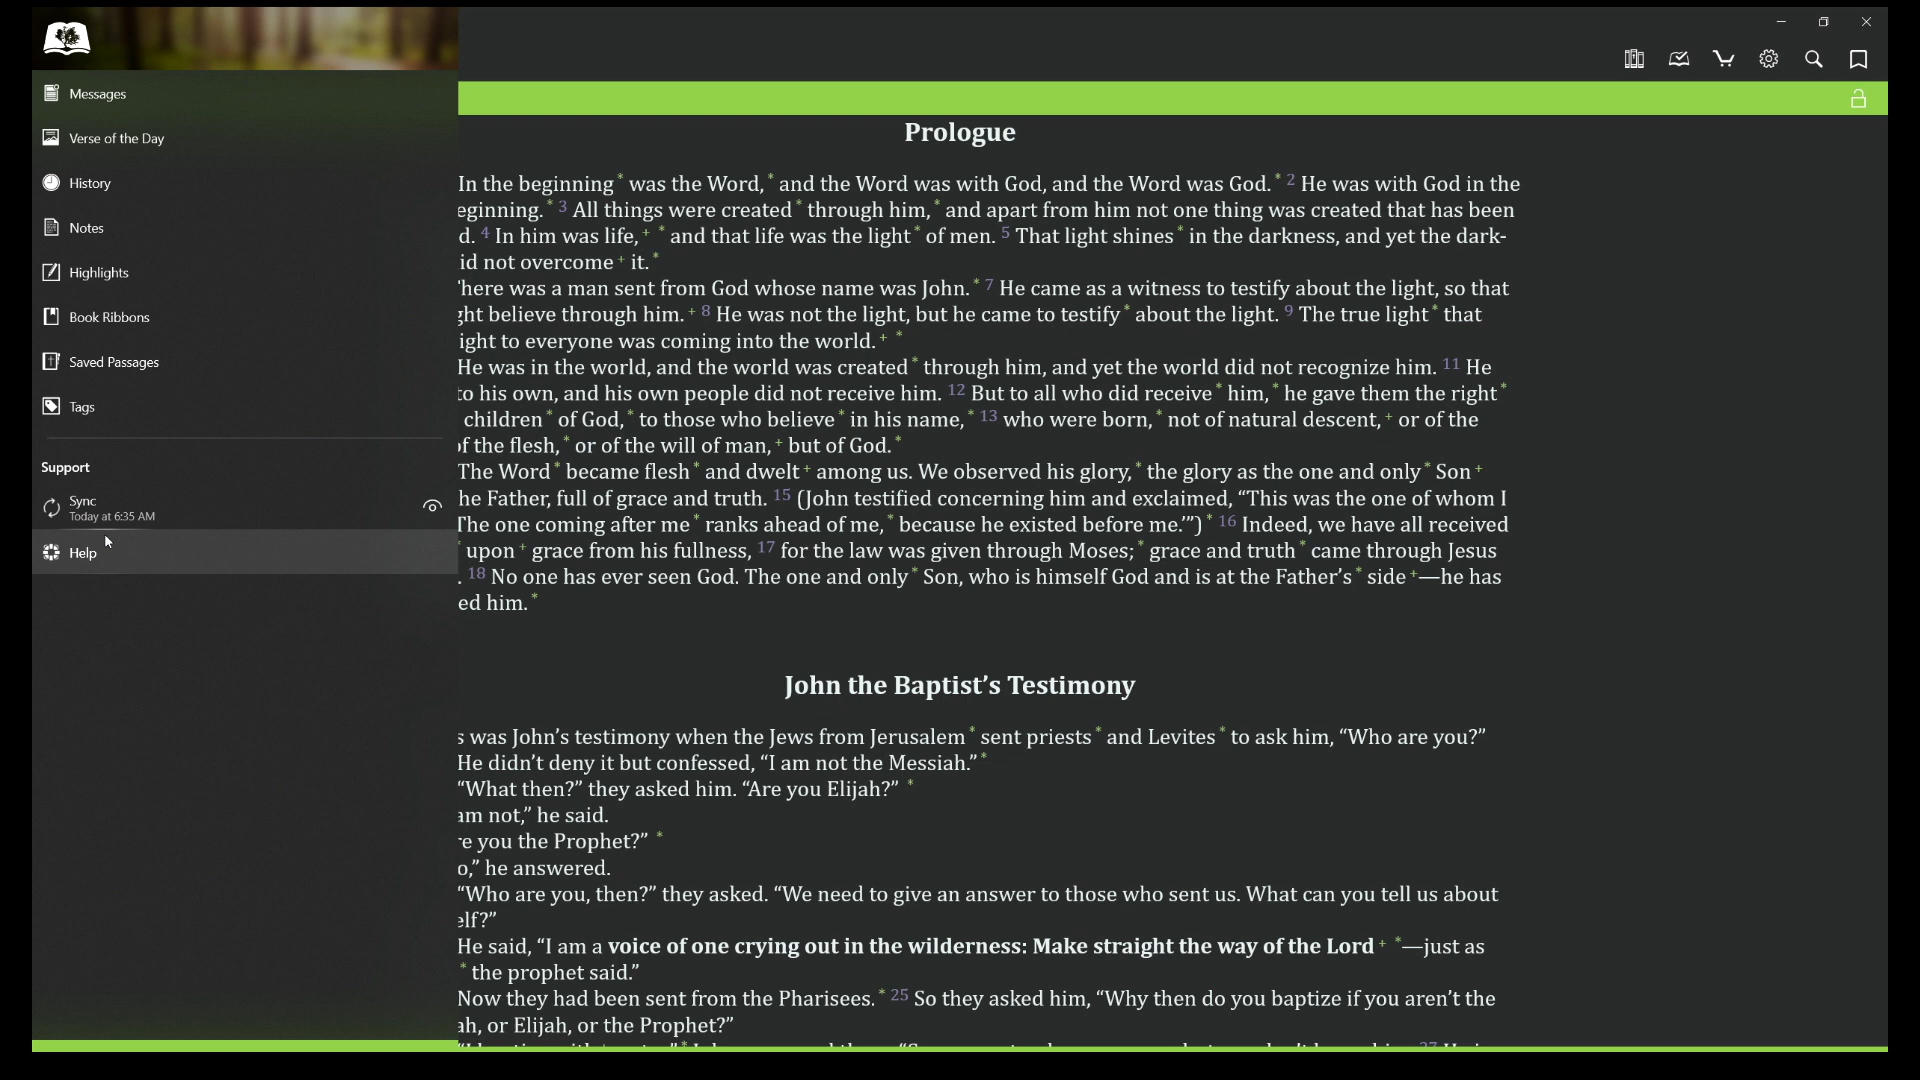 Messages
Verse of the Day
History
Notes
Highlights
Book Ribbons
Saved Passages
Tags
Support
Sync
Today at 6:35 AM
Help
Prologue
In the beginning* was the Word,* and the Word was with God, and the Word was God.* 2 He was with God in the
eginning.* 3 All things were created* through him,* and apart from him not one thing was created that has been
d. 4 In him was life,+ * and that life was the light* of men. 5 That light shines* in the darkness, and yet the dark-
id not overcome+ it.*
here was a man sent from God whose name was John.* 7 He came as a witness to testify about the light, so that
ght believe through him.+ 8 He was not the light, but he came to testify* about the light. 9 The true light* that
ight to everyone was coming into the world.+ *
He was in the world, and the world was created* through him, and yet the world did not recognize him. 11 He
to his own, and his own people did not receive him. 12 But to all who did receive* him,* he gave them the right*
children* of God,* to those who believe* in his name,* 13 who were born,* not of natural descent,+ or of the
of the flesh,* or of the will of man,+ but of God.*
The Word* became flesh* and dwelt+ among us. We observed his glory,* the glory as the one and only* Son+
he Father, full of grace and truth. 15 (John testified concerning him and exclaimed, “This was the one of whom I
The one coming after me* ranks ahead of me,* because he existed before me.’”)* 16 Indeed, we have all received
* upon+ grace from his fullness, 17 for the law was given through Moses;* grace and truth* came through Jesus
. 18 No one has ever seen God. The one and only* Son, who is himself God and is at the Father’s* side+—he has
ed him.*
John the Baptist’s Testimony
s was John’s testimony when the Jews from Jerusalem* sent priests* and Levites* to ask him, “Who are you?”
He didn’t deny it but confessed, “I am not the Messiah.”*
“What then?” they asked him. “Are you Elijah?” *
am not,” he said.
re you the Prophet?” *
o,” he answered.
“Who are you, then?” they asked. “We need to give an answer to those who sent us. What can you tell us about
elf?”
He said, “I am a voice of one crying out in the wilderness: Make straight the way of the Lord+ *—just as
* the prophet said.”
Now they had been sent from the Pharisees.* 25 So they asked him, “Why then do you baptize if you aren’t the
ah, or Elijah, or the Prophet?”